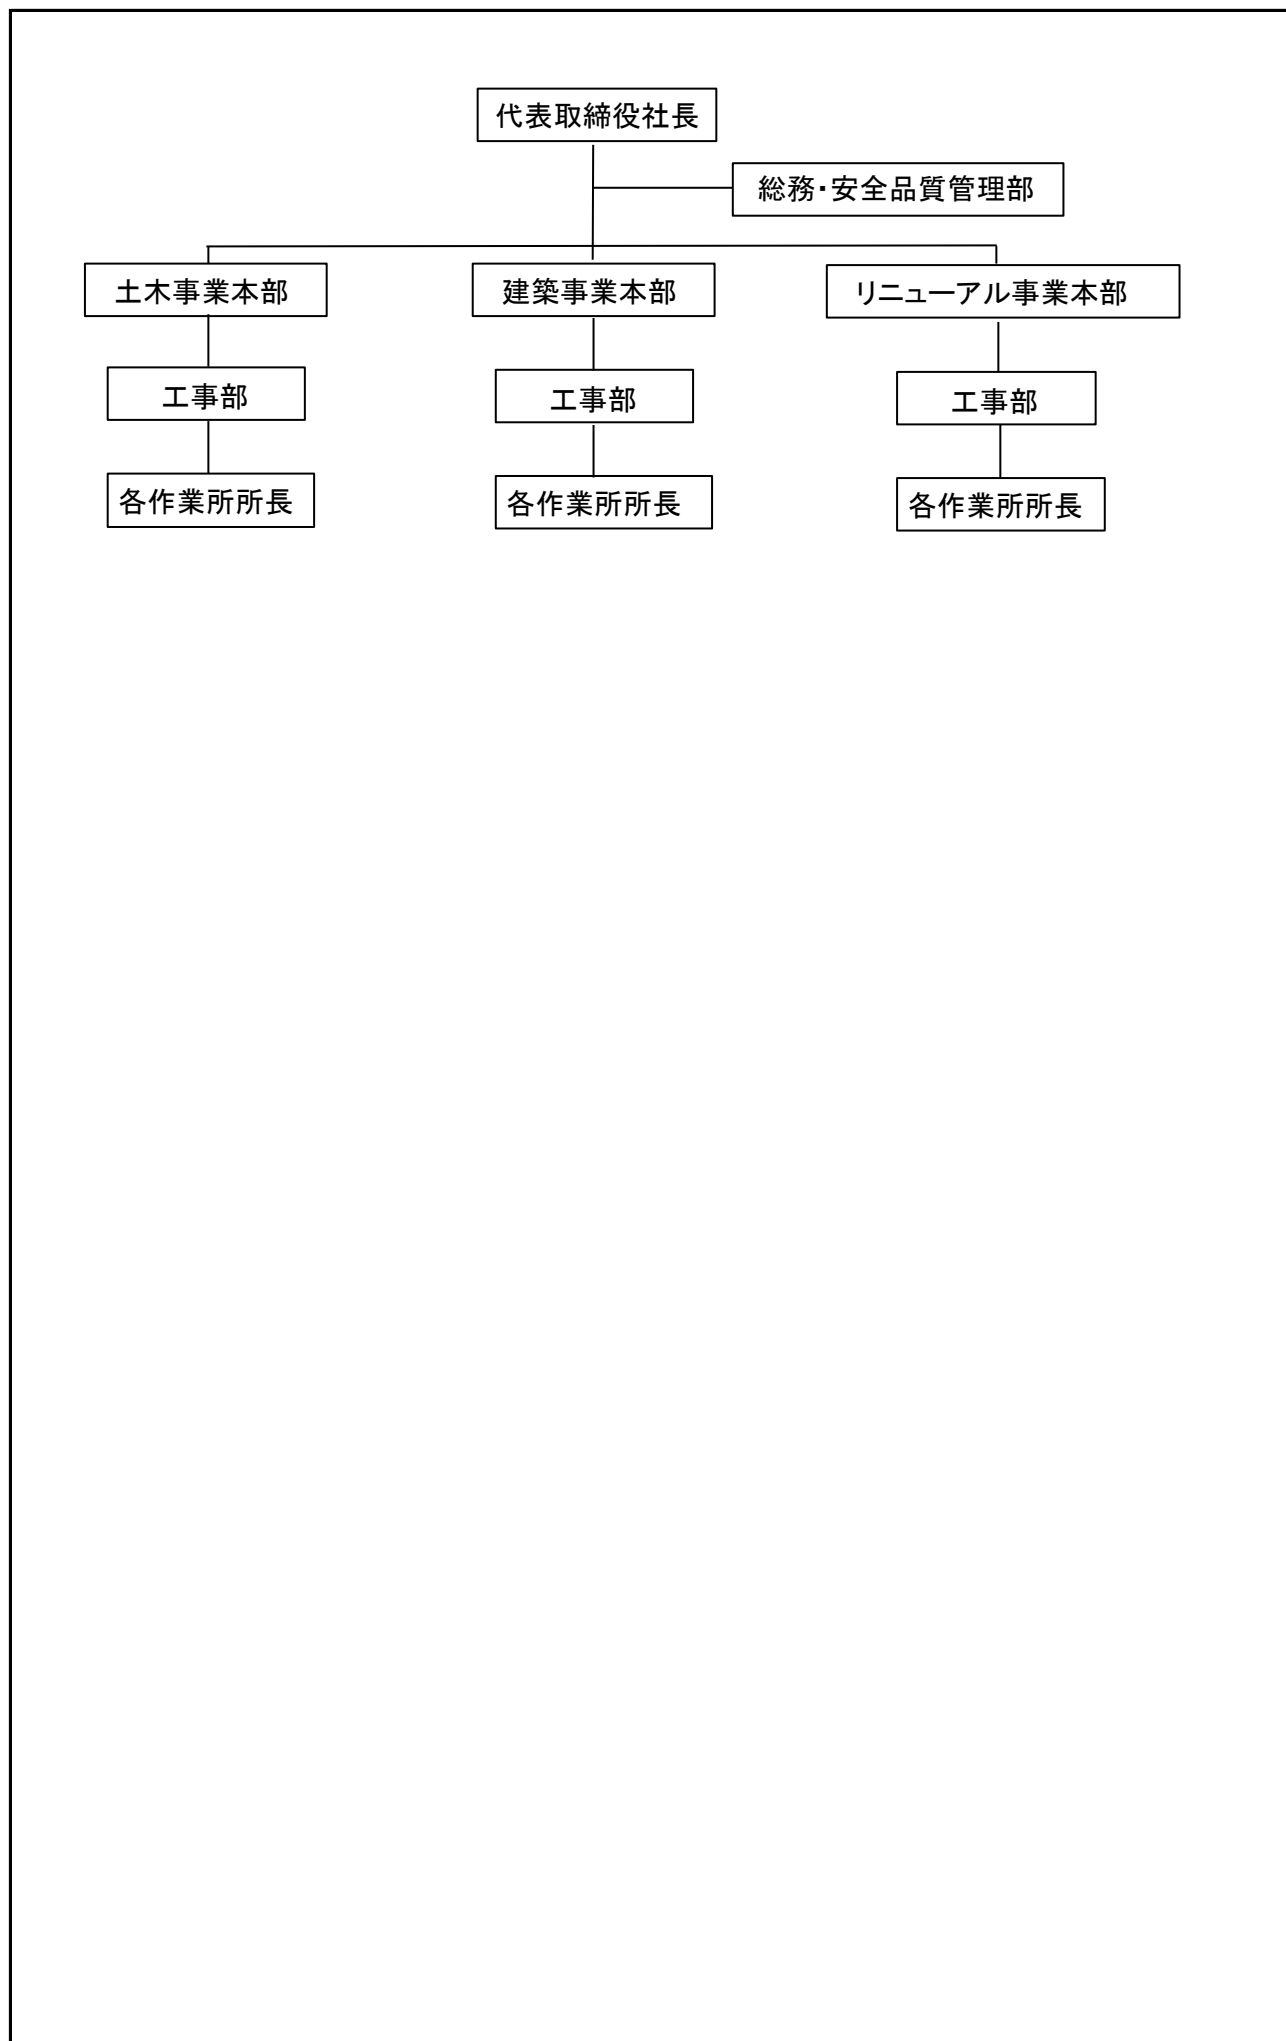 代表取締役社長
総務・安全品質管理部
土木事業本部
建築事業本部
リニューアル事業本部
工事部
工事部
工事部
各作業所所長
各作業所所長
各作業所所長